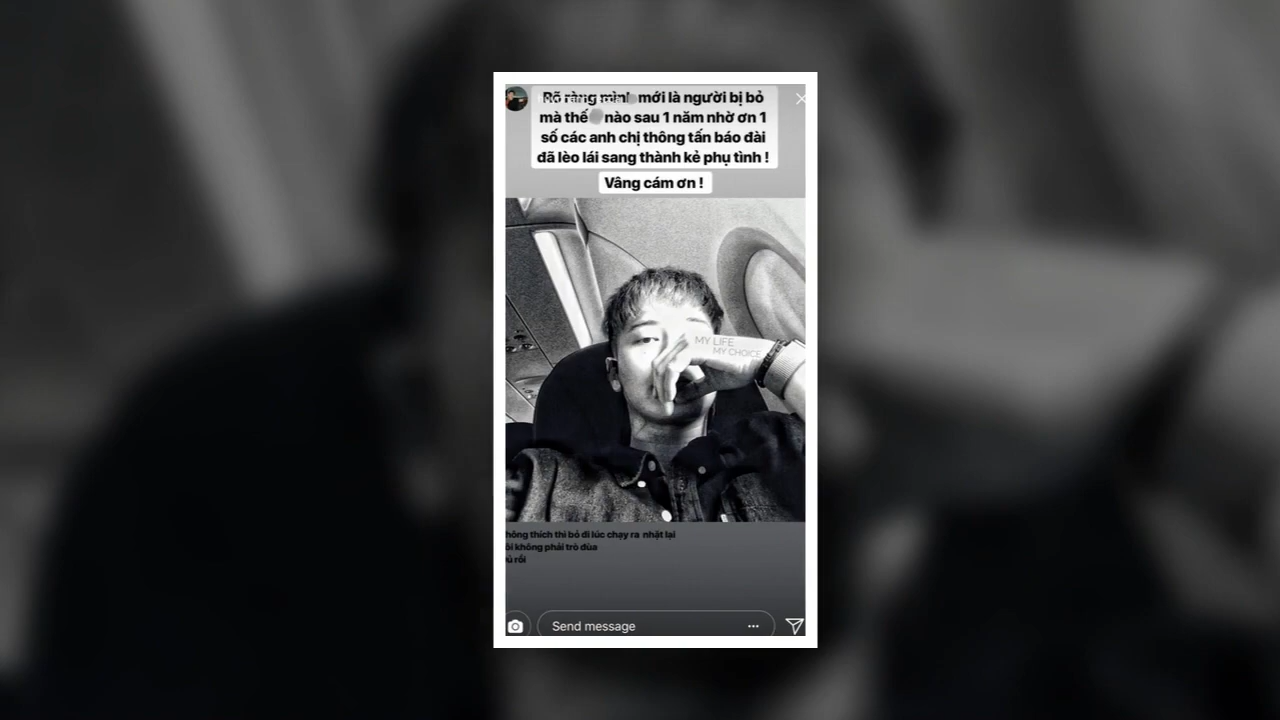 Rõ ràng mình mới là người bị bỏ
mà thế nào sau 1 năm nhờ ơn 1
số các anh chị thông tấn báo đài
đã lèo lái sang thành kẻ phụ tình !
Vâng cám ơn !
MY LIFE
MY CHOICE
hông thích thì bỏ đi lúc chạy ra nhặt lại
ôi không phải trò đùa
rồi
Send message